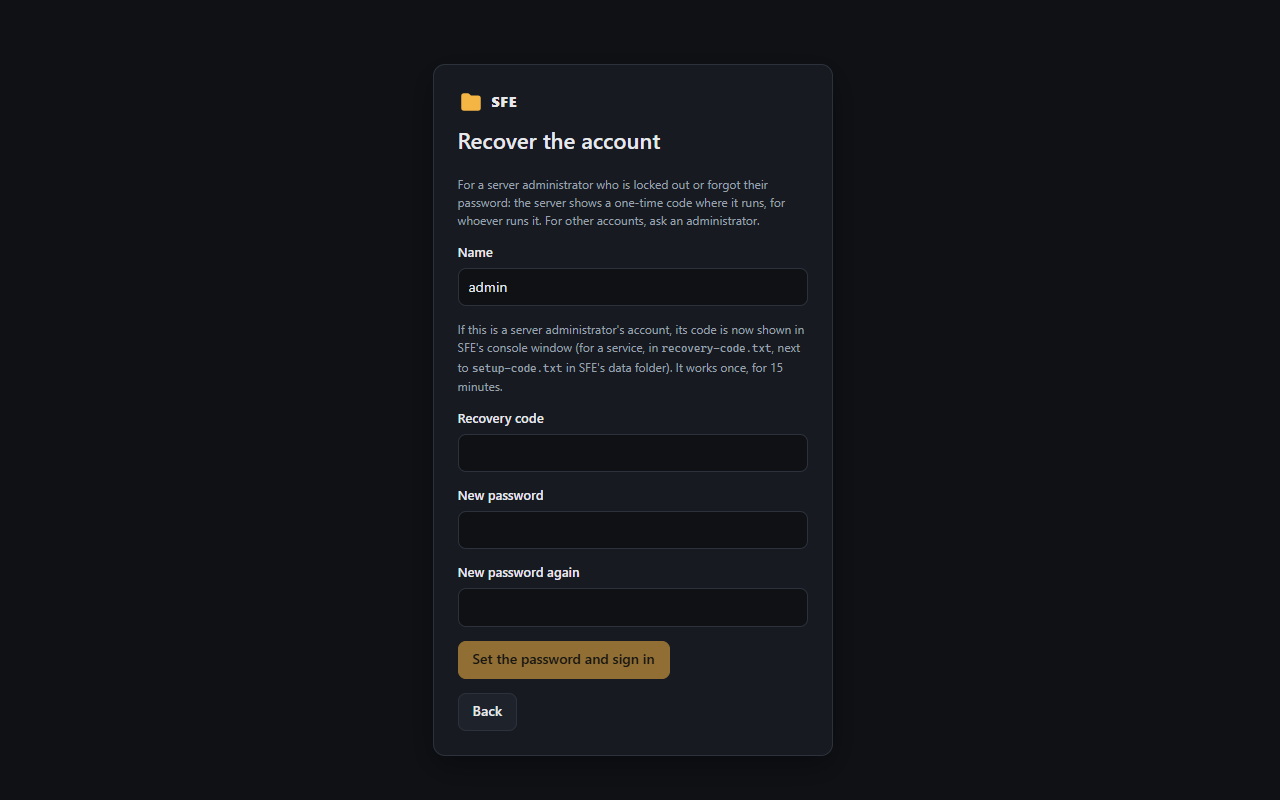 SFE
Recover the account
For a server administrator who is locked out or forgot their
password: the server shows a one-time code where it runs, for
whoever runs it. For other accounts, ask an administrator.
Name
admin
If this is a server administrator's account, its code is now shown in
SFE's console window (for a service, in recovery-code.txt, next
to setup-code.txt in SFE's data folder). It works once, for 15
minutes.
Recovery code
New password
New password again
Set the password and sign in
Back